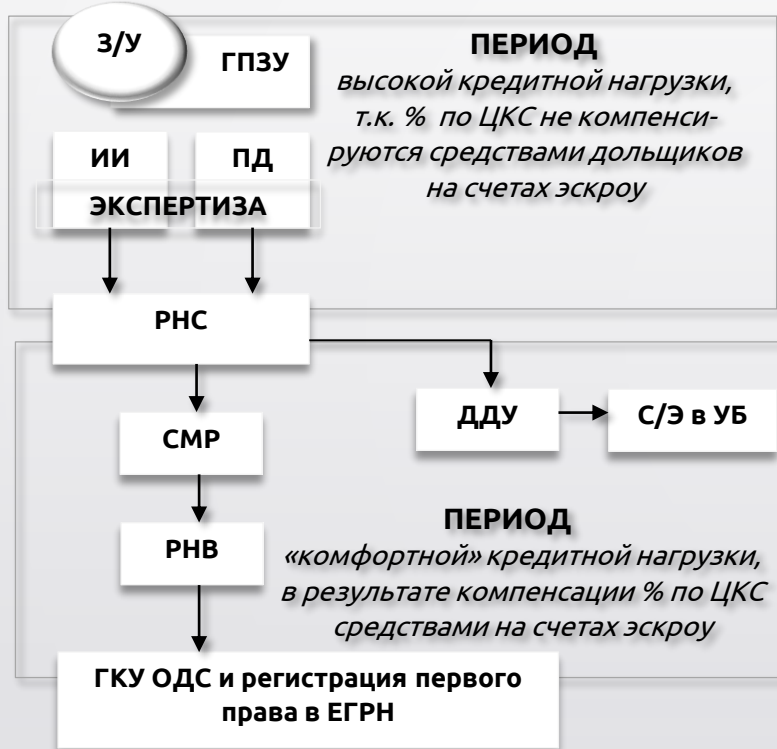 З/У
ГПЗУ
ПЕРИОД
высокой кредитной нагрузки,
т.к. % по ЦКС не компенси-
руются средствами дольщиков
на счетах эскроу
ИИ
ПД
ЭКСПЕРТИЗА
РНС
ДДУ
С/Э в УБ
СМР
РНВ
ПЕРИОД
«комфортной» кредитной нагрузки,
в результате компенсации % по ЦКС
средствами на счетах эскроу
ГКУ ОДС и регистрация первого
права в ЕГРН